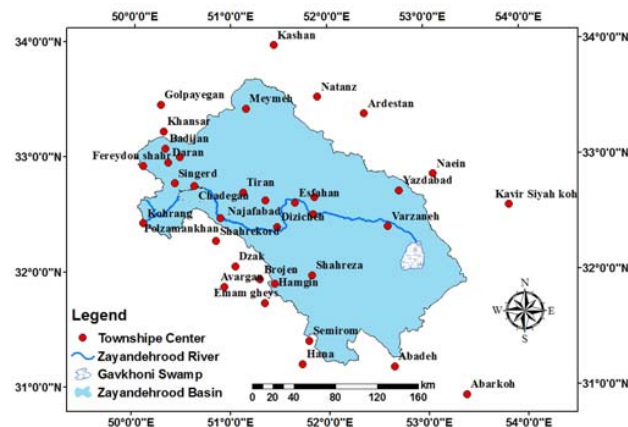 50°0'0"E 51°0'0"E 52°0'0"E 53°0'0"E 54°0'0"E
34°0'0"N
Kashan
34°0'0"N
Natanz
Golpayegan
Meymeh
Ardestan
Khansar
Badijan
33°0'0"N
Fereydon shahr
Daran
Naein
33°0'0"N
Singerd
Tiran
Esfahan
Yazdabad
Chadegan
Kavir Siyah koh
Kohrang
Najafabad
Dizicheh
Varzaneh
Polzamankhan
Shahrekord
32°0'0"N
Dzak
32°0'0"N
Avargan
Brojen
Shahreza
Hamgin
Emam gheys
N
W E
S
Legend
Townshipe Center
Zayandehrood River
Gavkhoni Swamp
Zayandehrood Basin
Semirom
Hana
Abadeh
Abarkoh
31°0'0"N
31°0'0"N
km
0 20 40 80 120 160
50°0'0"E 51°0'0"E 52°0'0"E 53°0'0"E 54°0'0"E